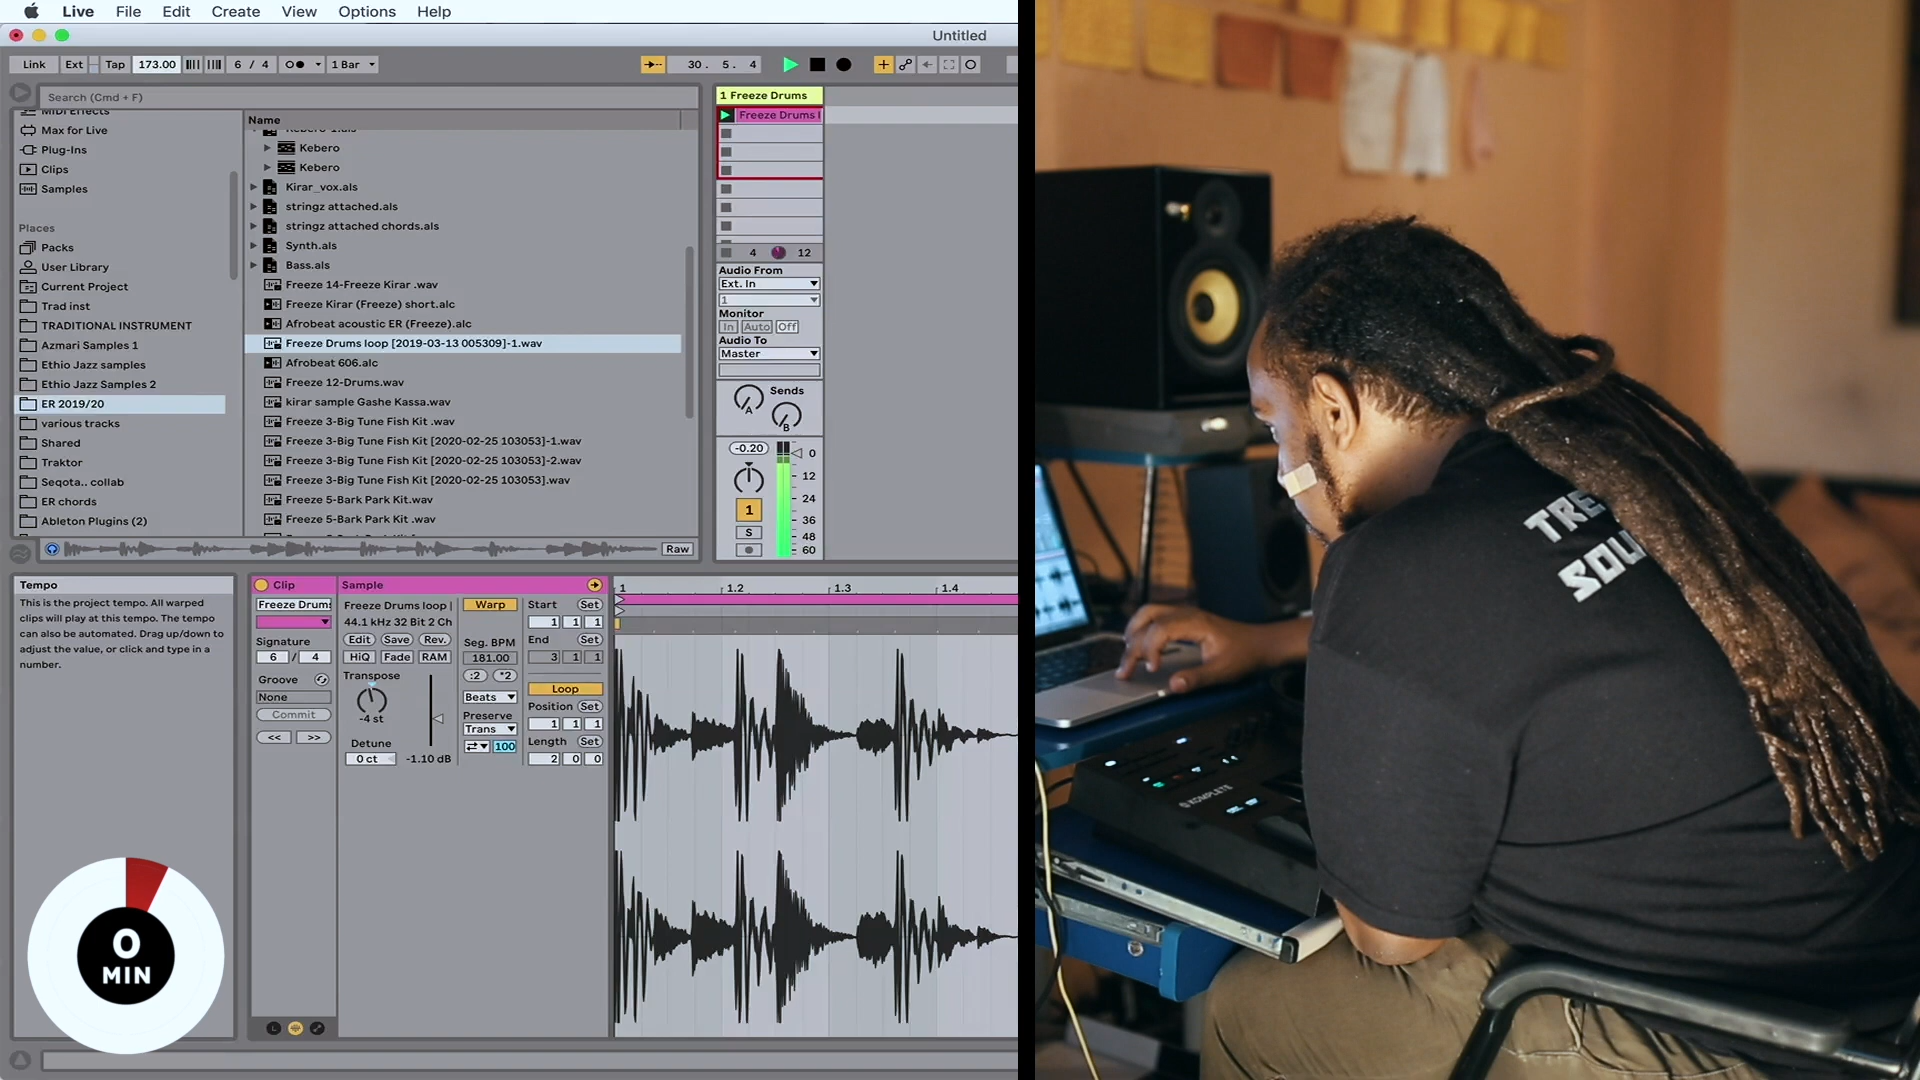 Live File Edit Create View Options Help
Untitled
Link Ext Tap 173.00 6 / 4 1 Bar 30. 5. 4
Search (Cmd + F)
MIDI Effects
Max for Live
Plug-Ins
Clips
Samples
Places
Packs
User Library
Current Project
Trad inst
TRADITIONAL INSTRUMENT
Azmari Samples 1
Ethio Jazz samples
Ethio Jazz Samples 2
ER 2019/20
various tracks
Shared
Traktor
Seqota.. collab
ER chords
Ableton Plugins (2)
Name
Kebero
Kebero
Kirar_vox.als
stringz attached.als
stringz attached chords.als
Synth.als
Bass.als
Freeze 14-Freeze Kirar .wav
Freeze Kirar (Freeze) short.alc
Afrobeat acoustic ER (Freeze).alc
Freeze Drums loop [2019-03-13 005309]-1.wav
Afrobeat 606.alc
Freeze 12-Drums.wav
kirar sample Gashe Kassa.wav
Freeze 3-Big Tune Fish Kit .wav
Freeze 3-Big Tune Fish Kit [2020-02-25 103053]-1.wav
Freeze 3-Big Tune Fish Kit [2020-02-25 103053]-2.wav
Freeze 3-Big Tune Fish Kit [2020-02-25 103053].wav
Freeze 5-Bark Park Kit.wav
Freeze 5-Bark Park Kit .wav
Raw
1 Freeze Drums
Freeze Drums l
4 12
Audio From
Ext. In
1
Monitor
In Auto Off
Audio To
Master
Sends
A B
-0.20
0
12
24
36
48
60
1
S
Tempo
This is the project tempo. All warped
clips will play at this tempo. The tempo
can also be automated. Drag up/down to
adjust the value, or click and type in a
number.
0
MIN
Clip
Freeze Drum
Signature
6 / 4
Groove
None
Commit
<< >>
Sample
Freeze Drums loop
44.1 kHz 32 Bit 2 Ch
Edit Save Rev.
HiQ Fade RAM
Transpose
-4 st
Detune
0 ct -1.10 dB
Warp
Seg. BPM
181.00
:2 *2
Beats
Preserve
Trans
100
Start Set
1 1 1
End Set
3 1 1
Loop
Position Set
1 1 1
Length Set
2 0 0
1 1.2 1.3 1.4
TRE
SOU
KOMPLETE